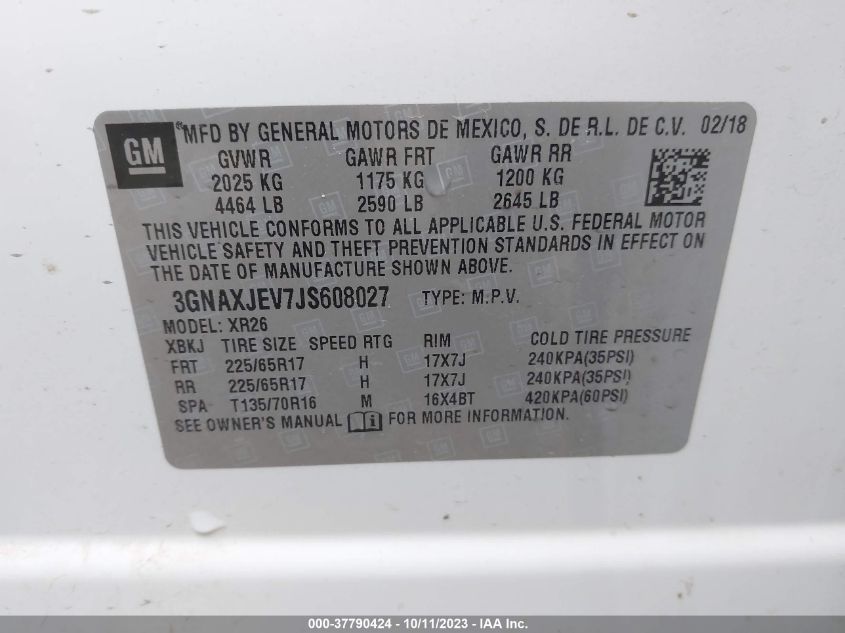 GM ® MFD BY GENERAL MOTORS DE MEXICO, S. DE R.L. DE C.V. 02/18
GVWR GAWR FRT GAWR RR
2025 KG 1175 KG 1200 KG
4464 LB 2590 LB 2645 LB
THIS VEHICLE CONFORMS TO ALL APPLICABLE U.S. FEDERAL MOTOR
VEHICLE SAFETY AND THEFT PREVENTION STANDARDS IN EFFECT ON
THE DATE OF MANUFACTURE SHOWN ABOVE.
3GNAXJEV7JS608027 TYPE: M.P.V.
MODEL: XR26
XBKJ TIRE SIZE SPEED RTG RIM COLD TIRE PRESSURE
FRT 225/65R17 H 17X7J 240KPA(35PSI)
RR 225/65R17 H 17X7J 240KPA(35PSI)
SPA T135/70R16 M 16X4BT 420KPA(60PSI)
SEE OWNER'S MANUAL FOR MORE INFORMATION.
000-37790424 - 10/11/2023 - IAA Inc.